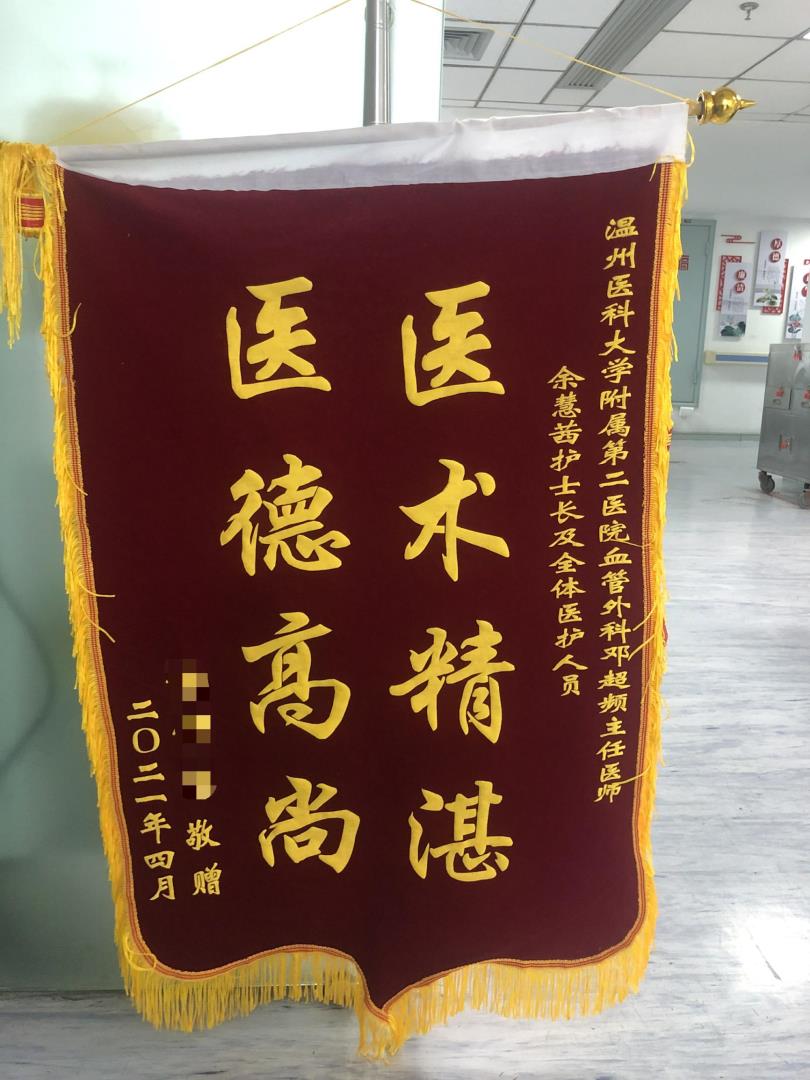 温州医科大学附属第二医院血管外科邓超频主任医师
余慧茜护士长及全体医护人员
医术精湛
医德高尚
敬赠
二〇二一年四月